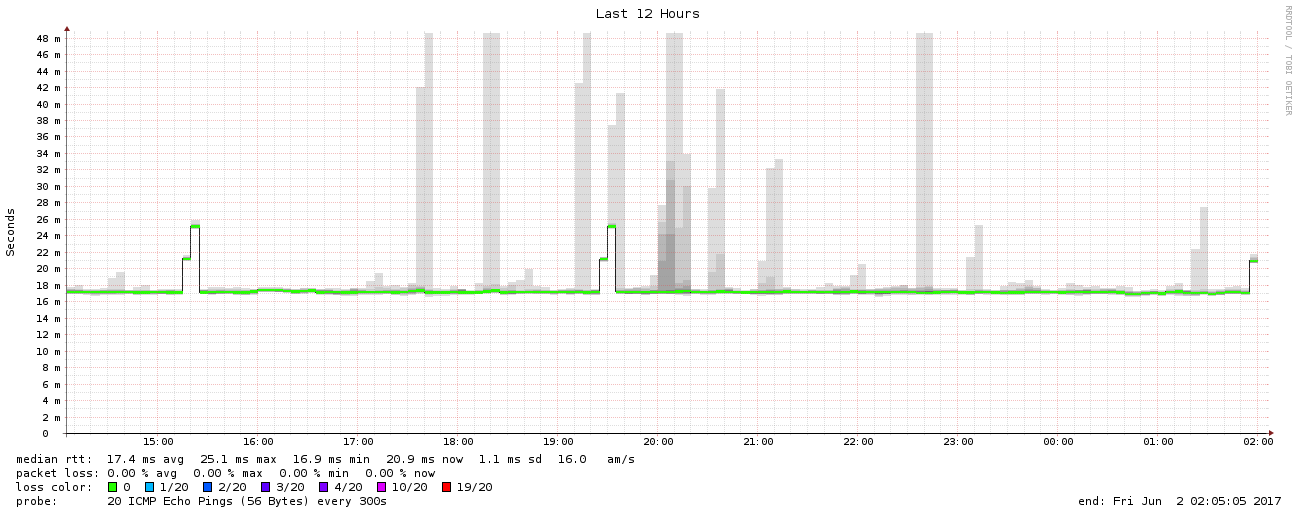 Last 12 Hours
RRDTOOL / TOBI OETIKER
Seconds
48 m
46 m
44 m
42 m
40 m
38 m
36 m
34 m
32 m
30 m
28 m
26 m
24 m
22 m
20 m
18 m
16 m
14 m
12 m
10 m
8 m
6 m
4 m
2 m
0
15:00 16:00 17:00 18:00 19:00 20:00 21:00 22:00 23:00 00:00 01:00 02:00
median rtt: 17.4 ms avg 25.1 ms max 16.9 ms min 20.9 ms now 1.1 ms sd 16.0 am/s
packet loss: 0.00 % avg 0.00 % max 0.00 % min 0.00 % now
loss color: 0 1/20 2/20 3/20 4/20 10/20 19/20
probe: 20 ICMP Echo Pings (56 Bytes) every 300s end: Fri Jun 2 02:05:05 2017